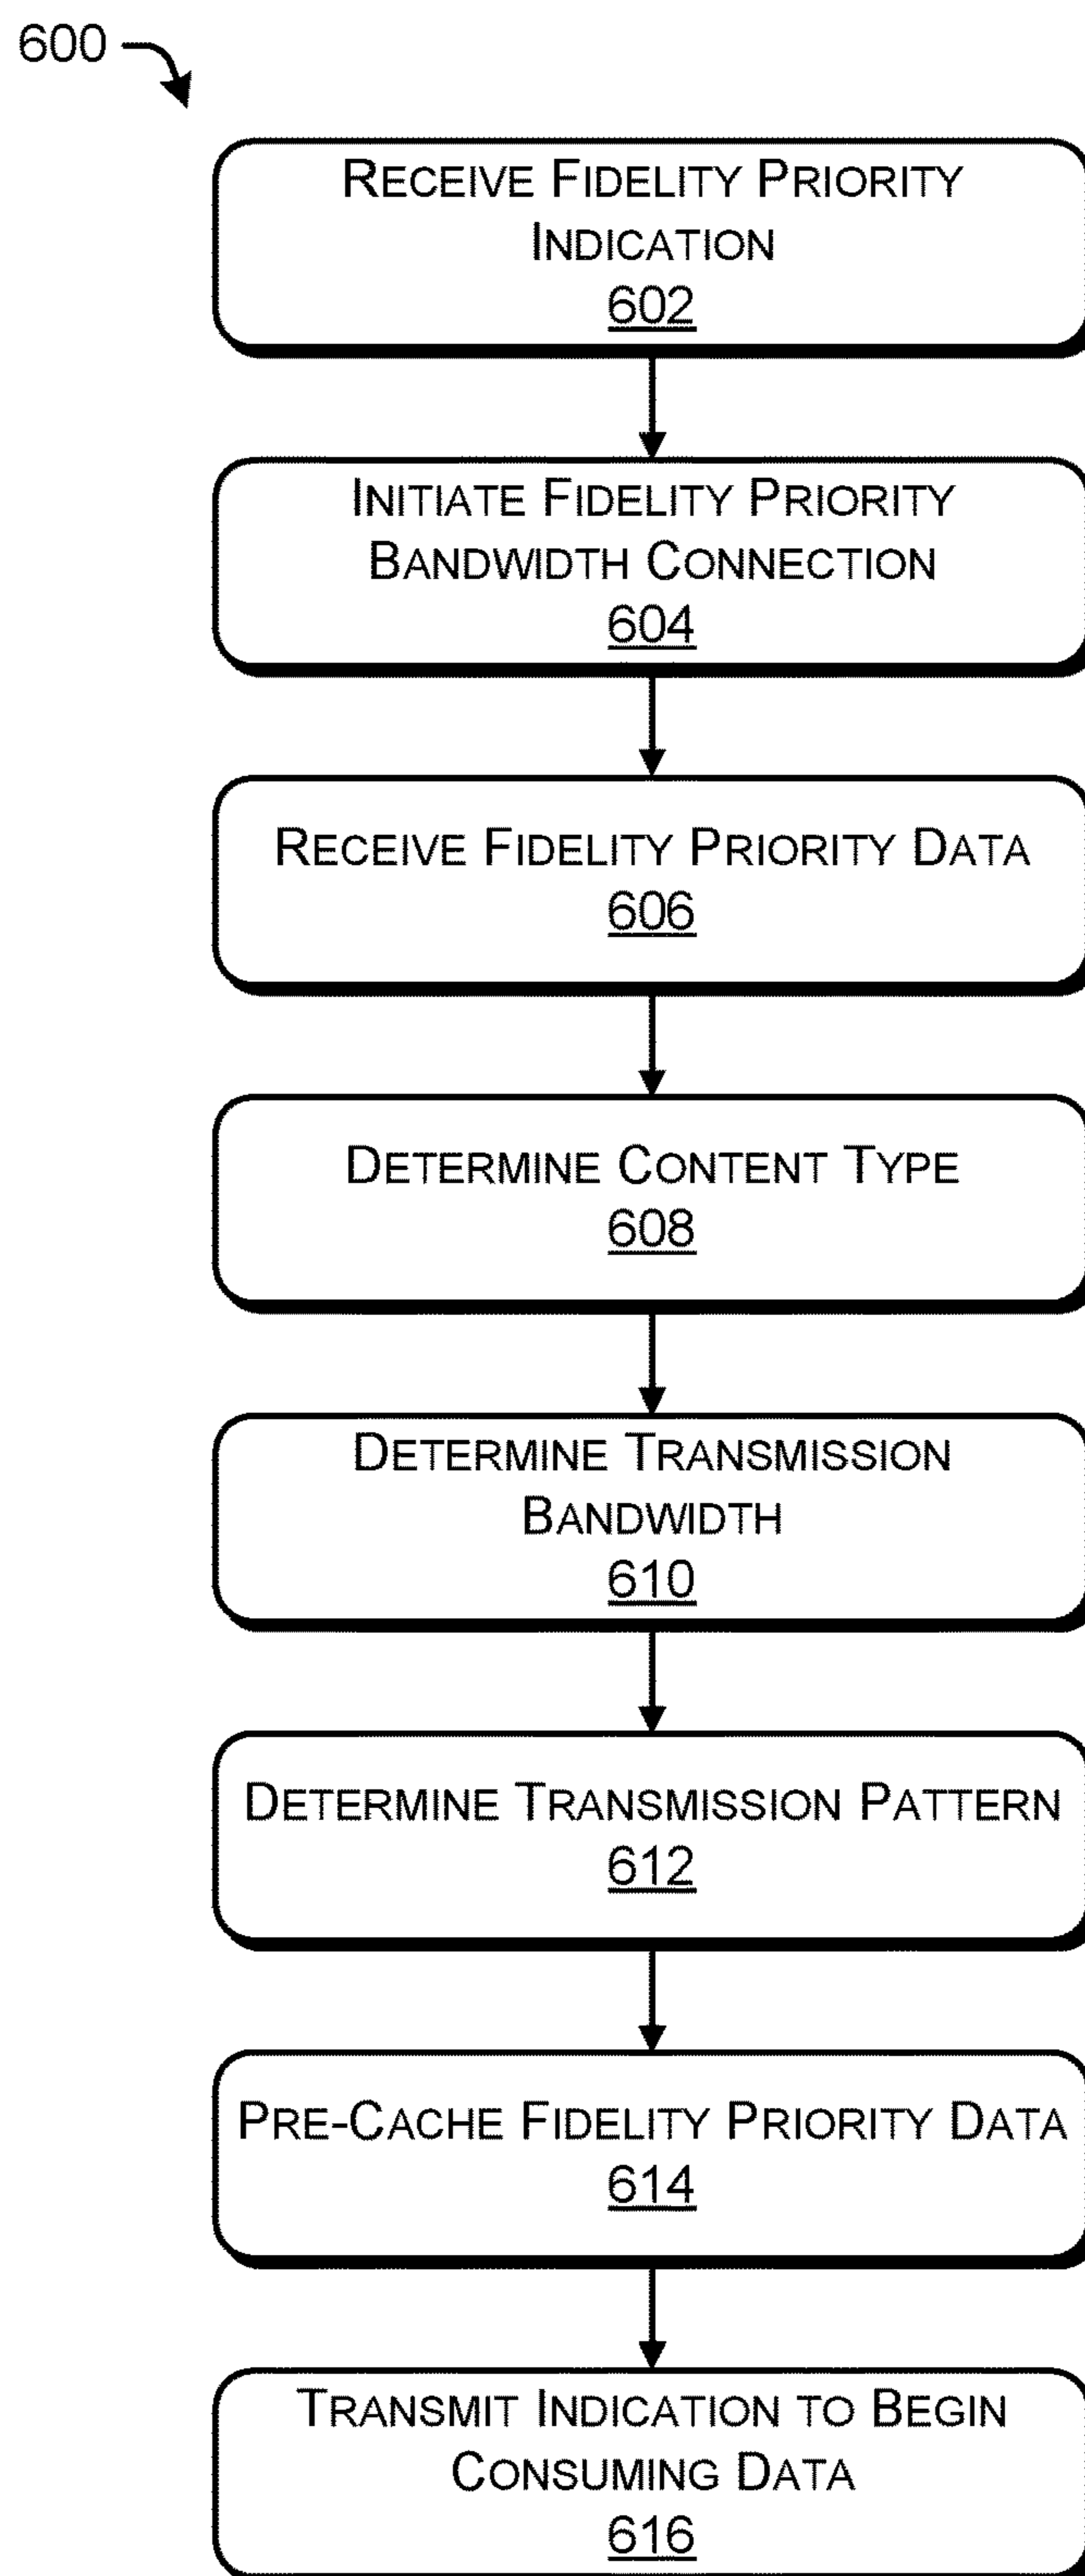 600
RECEIVE FIDELITY PRIORITY
INDICATION
602
INITIATE FIDELITY PRIORITY
BANDWIDTH CONNECTION
604
RECEIVE FIDELITY PRIORITY DATA
606
DETERMINE CONTENT TYPE
608
DETERMINE TRANSMISSION
BANDWIDTH
610
DETERMINE TRANSMISSION PATTERN
612
PRE-CACHE FIDELITY PRIORITY DATA
614
TRANSMIT INDICATION TO BEGIN
CONSUMING DATA
616